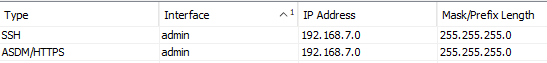 Type Interface 1 IP Address Mask/Prefix Length
SSH admin 192.168.7.0 255.255.255.0
ASDM/HTTPS admin 192.168.7.0 255.255.255.0